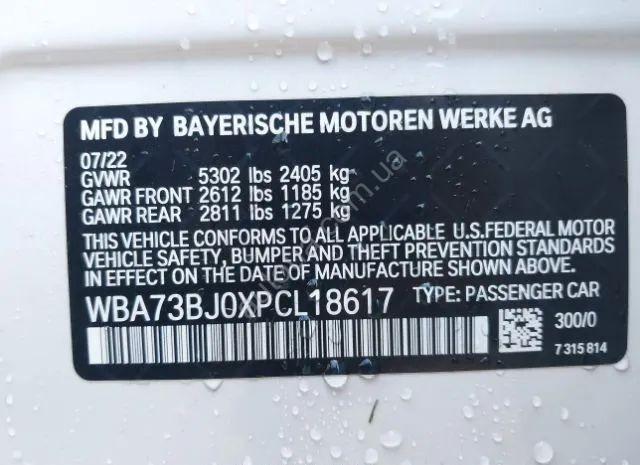 MFD BY BAYERISCHE MOTOREN WERKE AG
07/22
GVWR 5302 lbs 2405 kg
GAWR FRONT 2612 lbs 1185 kg
GAWR REAR 2811 lbs 1275 kg
THIS VEHICLE CONFORMS TO ALL APPLICABLE U.S.FEDERAL MOTOR
VEHICLE SAFETY, BUMPER AND THEFT PREVENTION STANDARDS
IN EFFECT ON THE DATE OF MANUFACTURE SHOWN ABOVE.
WBA73BJ0XPCL18617 TYPE: PASSENGER CAR
300/0
7 315 814